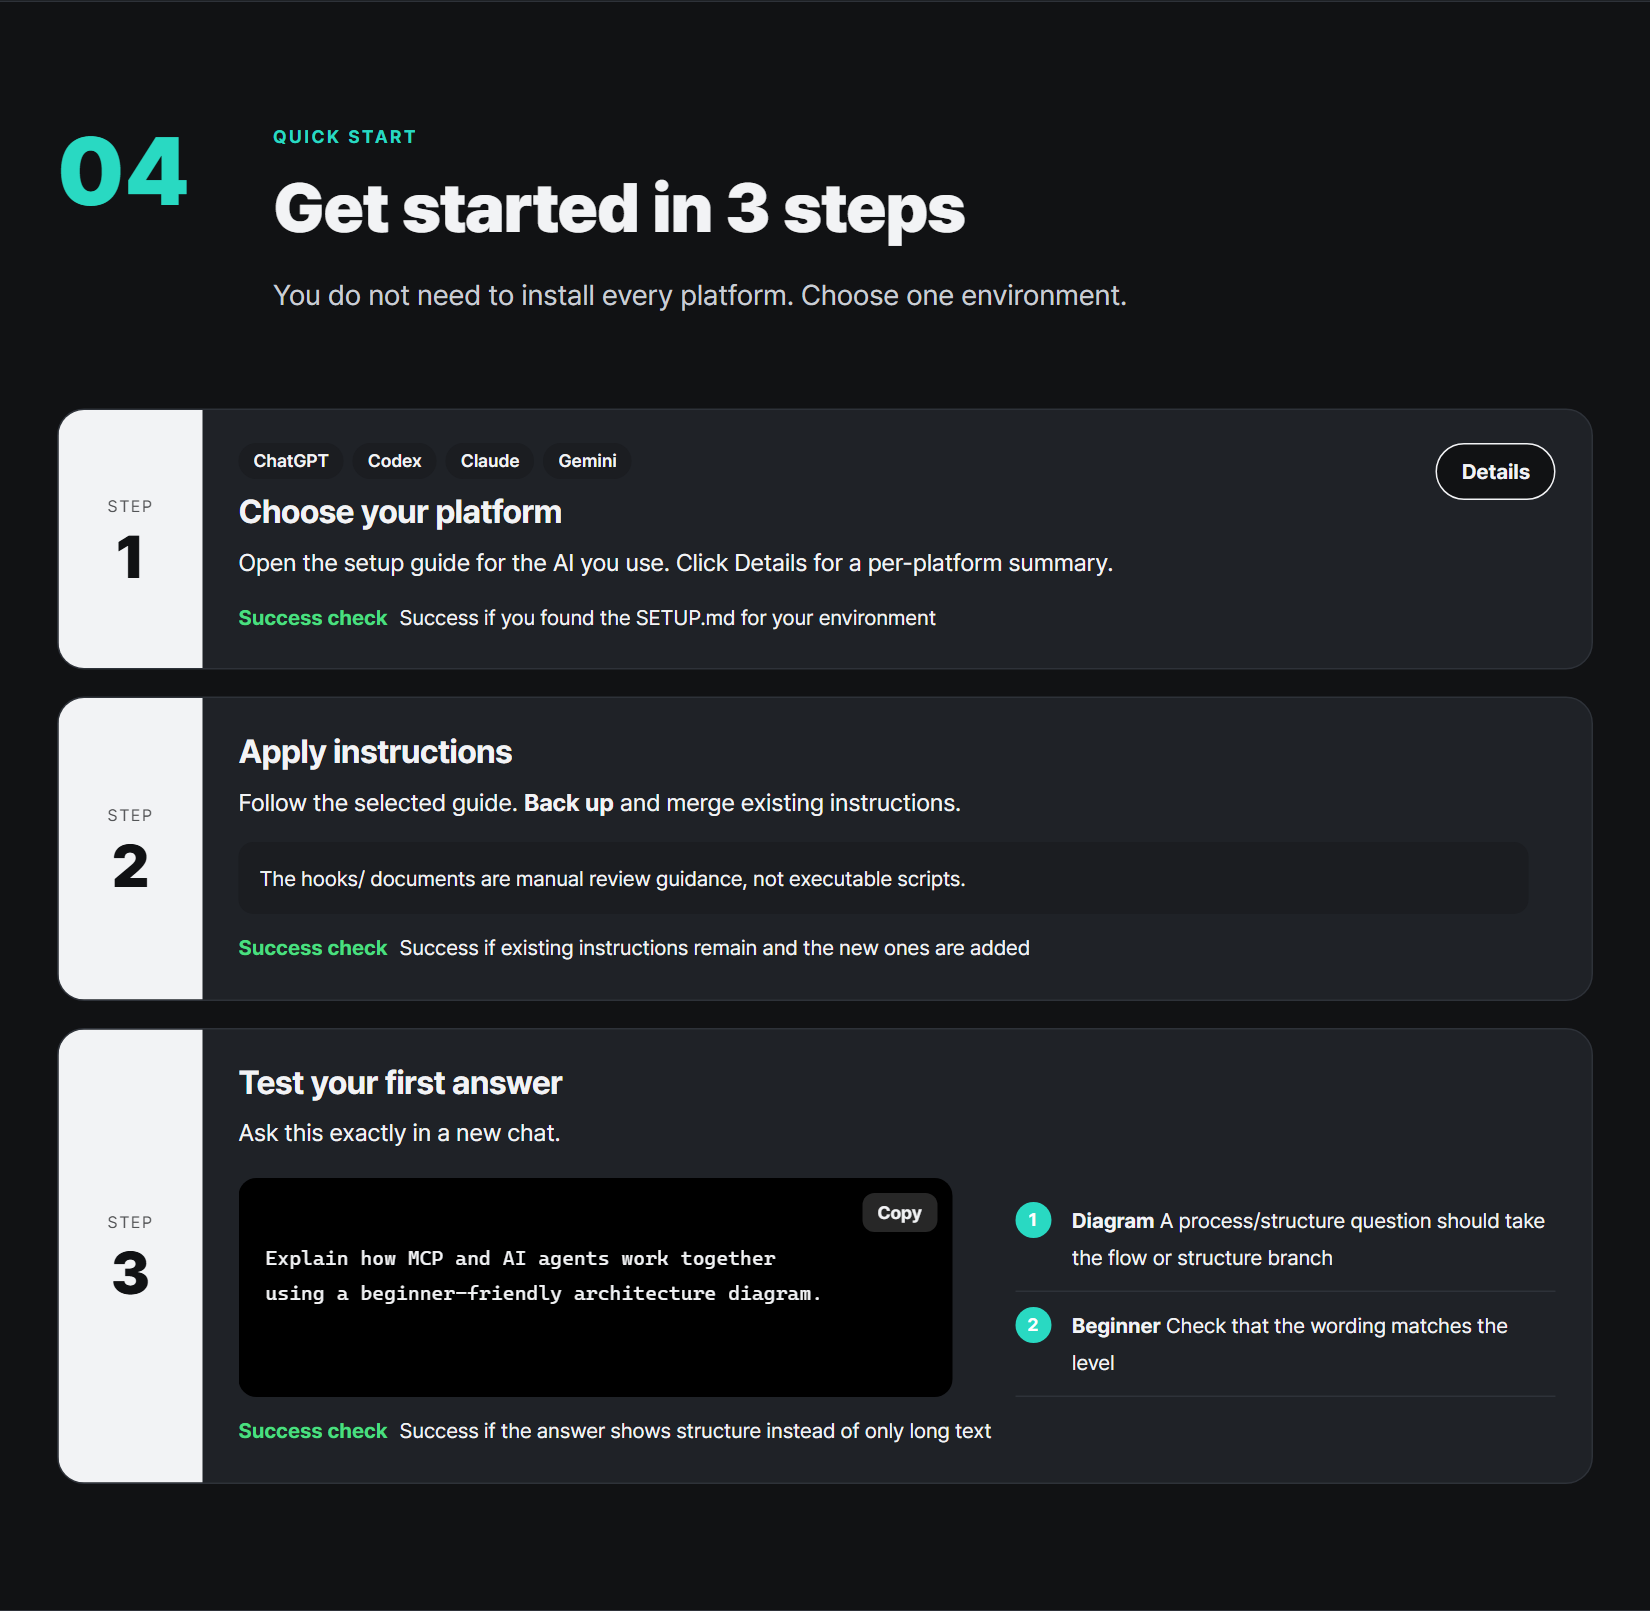 04
QUICK START
Get started in 3 steps
You do not need to install every platform. Choose one environment.
STEP
1
ChatGPT Codex Claude Gemini
Details
Choose your platform
Open the setup guide for the AI you use. Click Details for a per-platform summary.
Success check Success if you found the SETUP.md for your environment
STEP
2
Apply instructions
Follow the selected guide. Back up and merge existing instructions.
The hooks/ documents are manual review guidance, not executable scripts.
Success check Success if existing instructions remain and the new ones are added
STEP
3
Test your first answer
Ask this exactly in a new chat.
Copy
Explain how MCP and AI agents work together
using a beginner-friendly architecture diagram.
1 Diagram A process/structure question should take
the flow or structure branch
2 Beginner Check that the wording matches the
level
Success check Success if the answer shows structure instead of only long text